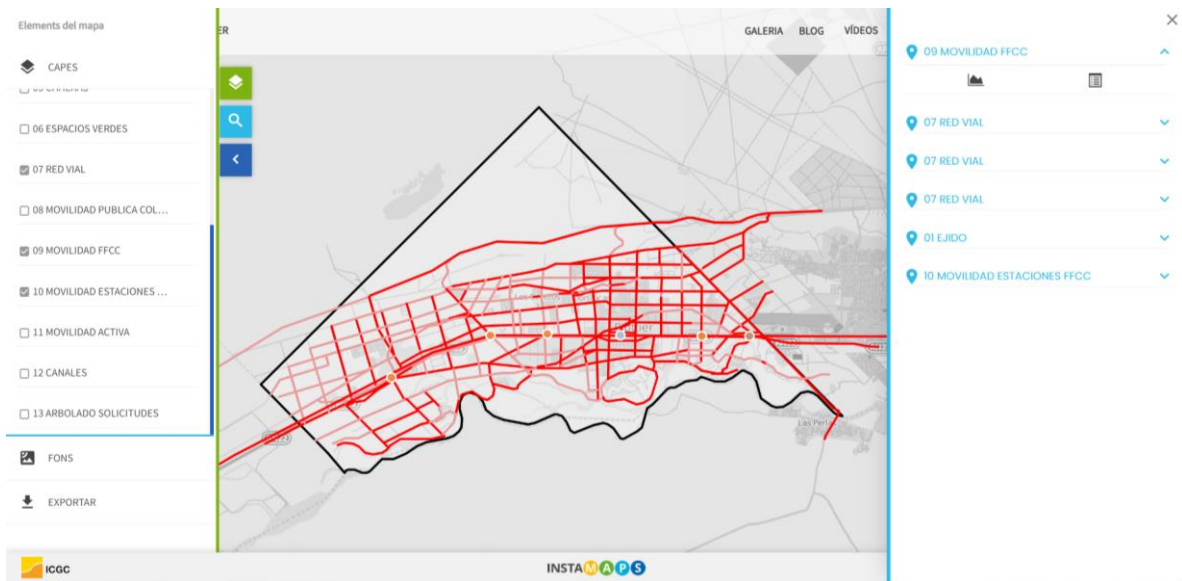 Elements del mapa
CAPES
06 ESPACIOS VERDES
07 RED VIAL
08 MOVILIDAD PUBLICA COL...
09 MOVILIDAD FFCC
10 MOVILIDAD ESTACIONES ...
11 MOVILIDAD ACTIVA
12 CANALES
13 ARBOLADO SOLICITUDES
FONS
EXPORTAR
ICGC
ER
GALERIA BLOG VÍDEOS
Las Perlas
INSTAMAPS
09 MOVILIDAD FFCC
07 RED VIAL
07 RED VIAL
07 RED VIAL
01 EJIDO
10 MOVILIDAD ESTACIONES FFCC